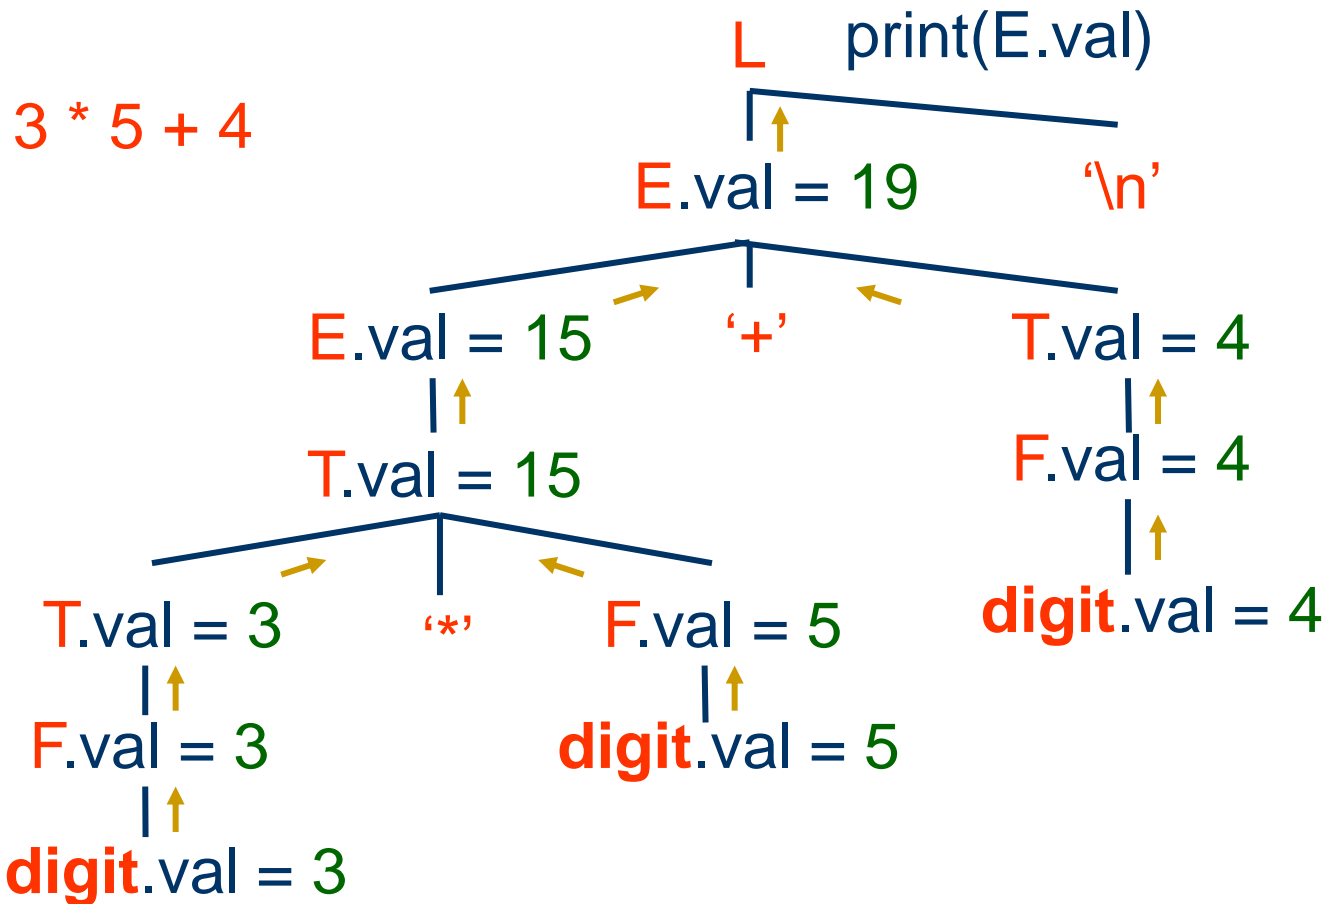 L print(E.val)
3 * 5 + 4
E.val = 19 ‘\n’
E.val = 15 ‘+’ T.val = 4
T.val = 15 F.val = 4
T.val = 3 ‘*’ F.val = 5 digit.val = 4
F.val = 3 digit.val = 5
digit.val = 3